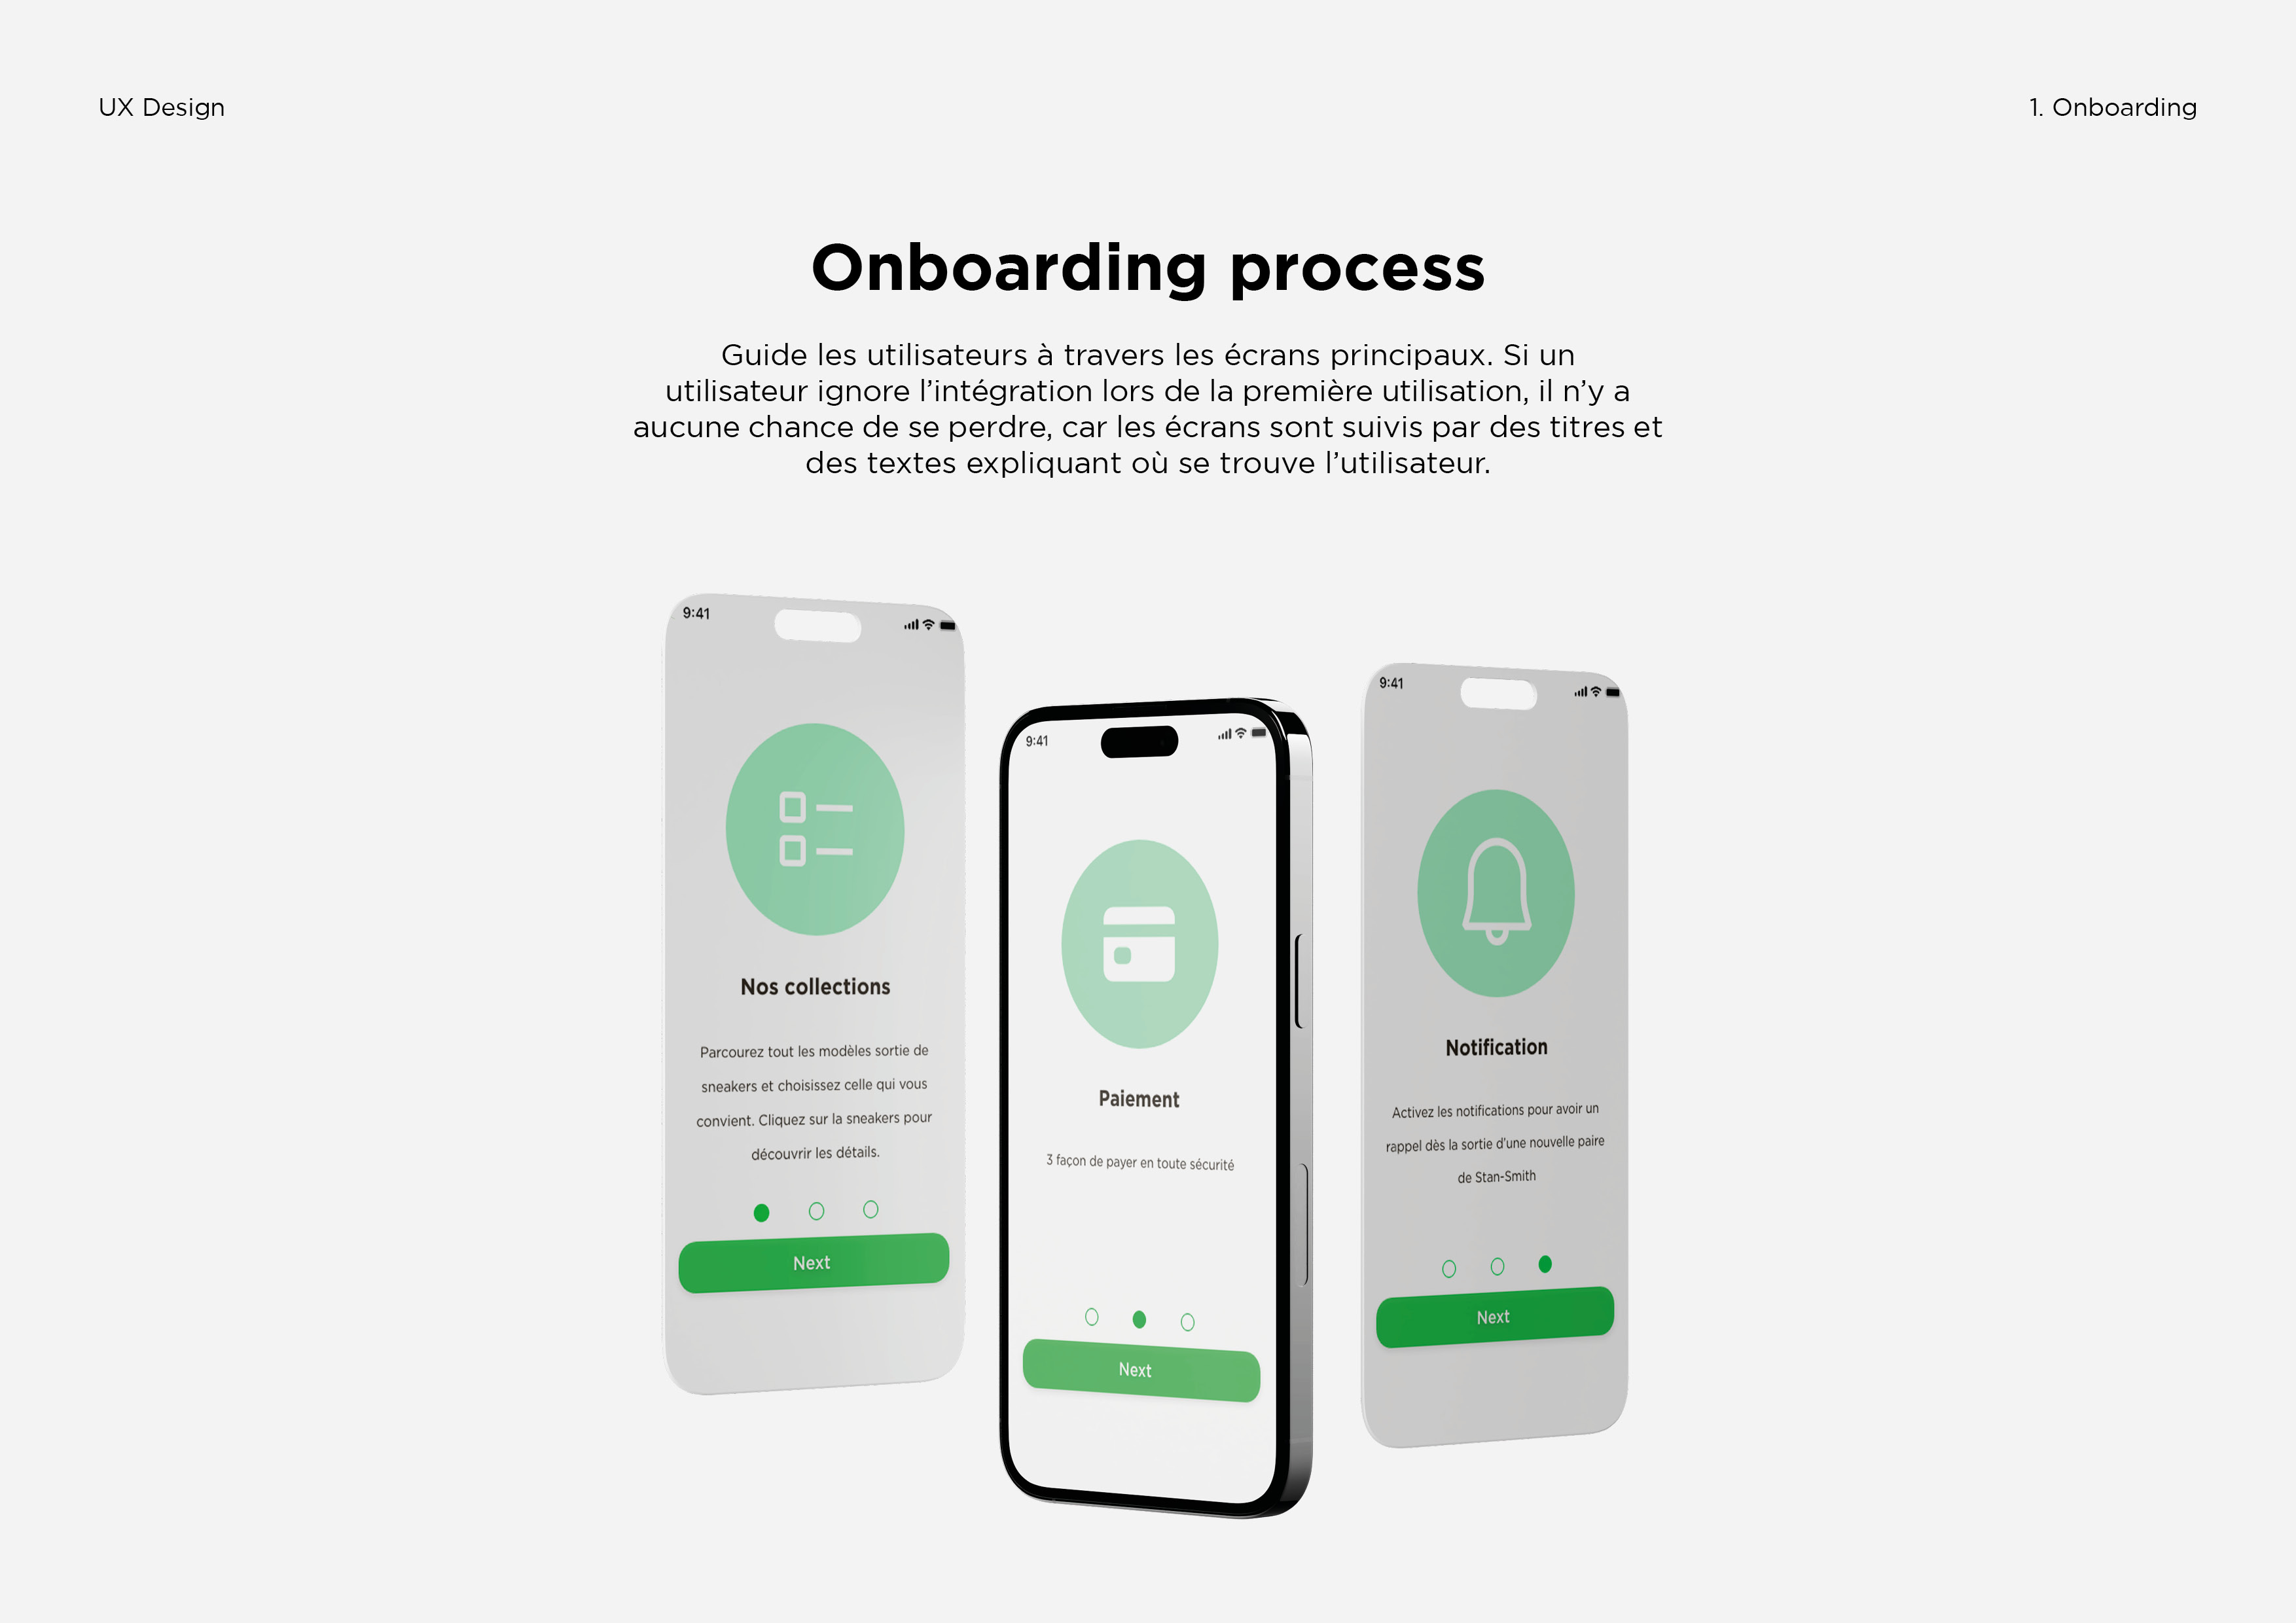 UX Design
1. Onboarding
Onboarding process
Guide les utilisateurs à travers les écrans principaux. Si un
utilisateur ignore l’intégration lors de la première utilisation, il n’y a
aucune chance de se perdre, car les écrans sont suivis par des titres et
des textes expliquant où se trouve l’utilisateur.
9:41
Nos collections
Parcourez tout les modèles sortie de
sneakers et choisissez celle qui vous
convient. Cliquez sur la sneakers pour
découvrir les détails.
Next
9:41
Paiement
3 façon de payer en toute sécurité
Next
9:41
Notification
Activez les notifications pour avoir un
rappel dès la sortie d'une nouvelle paire
de Stan-Smith
Next